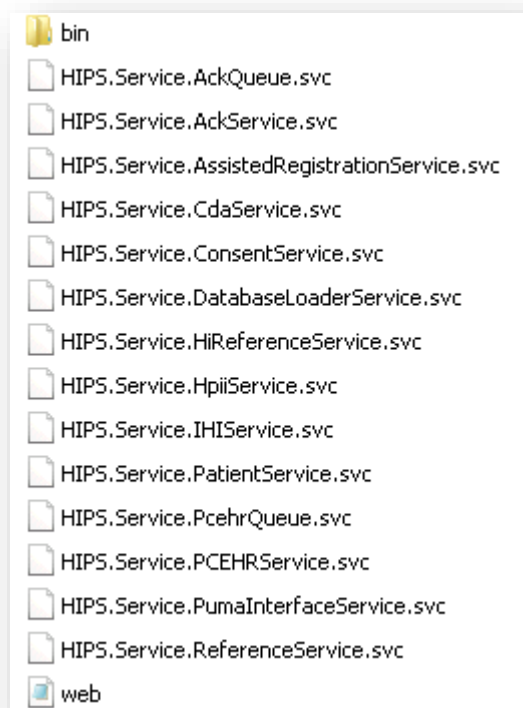 bin
HIPS.Service.AckQueue.svc
HIPS.Service.AckService.svc
HIPS.Service.AssistedRegistrationService.svc
HIPS.Service.CdaService.svc
HIPS.Service.ConsentService.svc
HIPS.Service.DatabaseLoaderService.svc
HIPS.Service.HiReferenceService.svc
HIPS.Service.HpiiService.svc
HIPS.Service.IHIService.svc
HIPS.Service.PatientService.svc
HIPS.Service.PcehrQueue.svc
HIPS.Service.PCEHRService.svc
HIPS.Service.PumaInterfaceService.svc
HIPS.Service.ReferenceService.svc
web